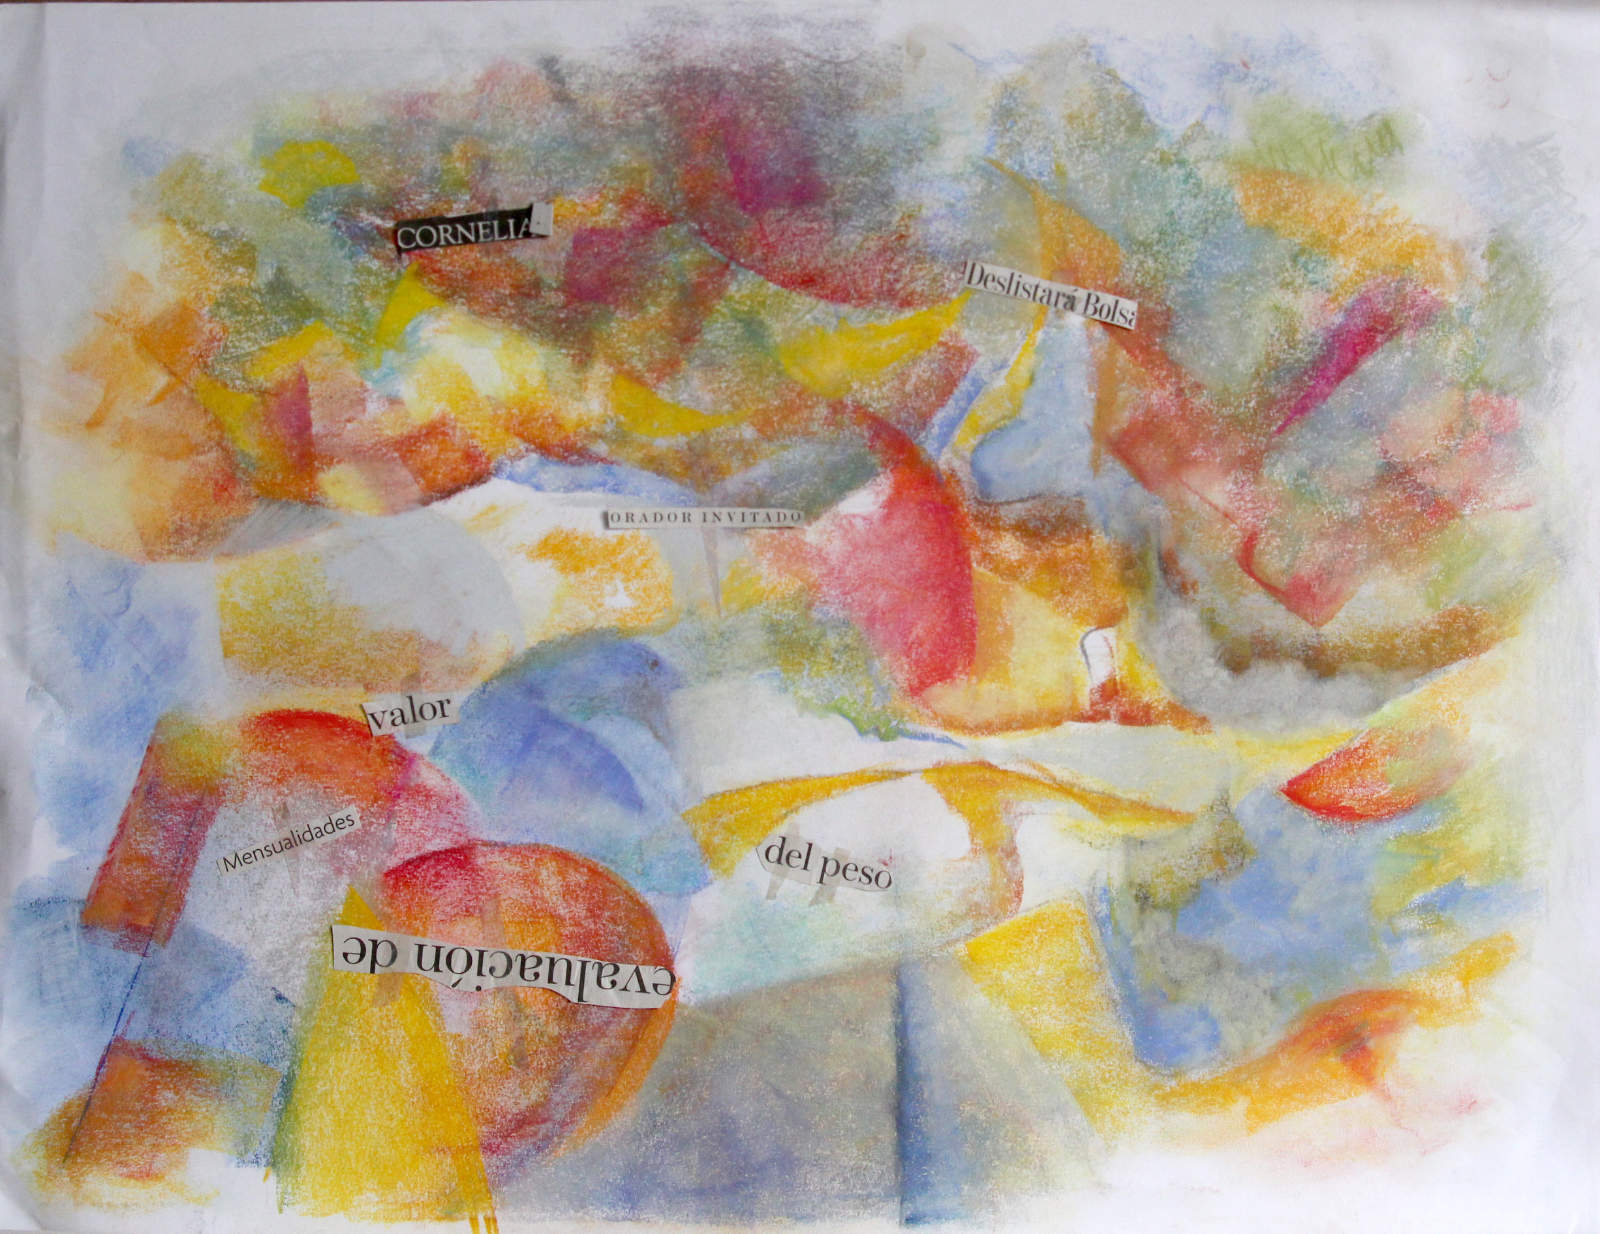 CORNELIA
Deslistará Bolsa
ORADOR INVITADO
valor
Mensualidades
del peso
evaluación de